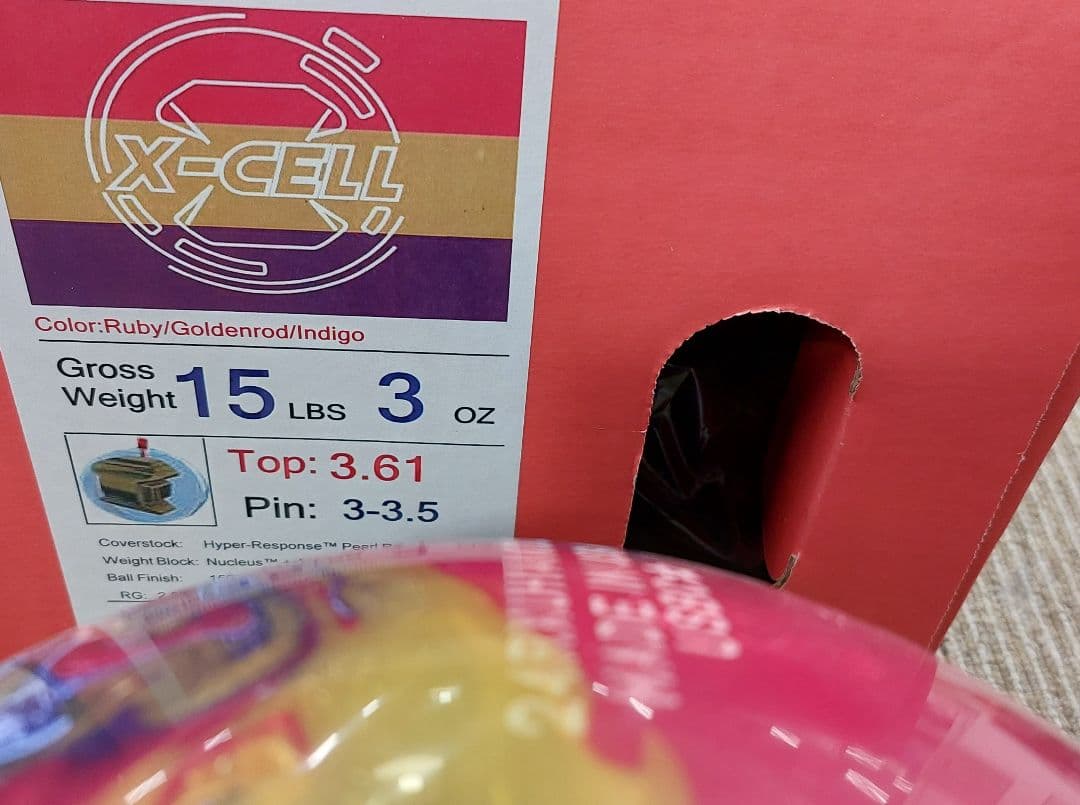 X-CELL
Color:Ruby/Goldenrod/Indigo
Gross
Weight 15 LBS 3 OZ
Top: 3.61
Pin: 3-3.5
Coverstock: Hyper-Response™ Pearl
Weight Block: Nucleus™
Ball Finish:
RG: